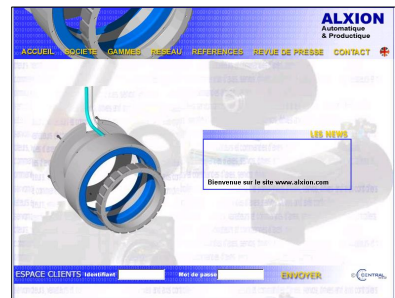 ALXION
Automatique
& Productique
ACCUEIL SOCIETE GAMMES RESEAU REFERENCES REVUE DE PRESSE CONTACT
LES NEWS
Bienvenue sur le site www.alxion.com
ESPACE CLIENTS Identifiant Mot de passe ENVOYER
CENTRAL